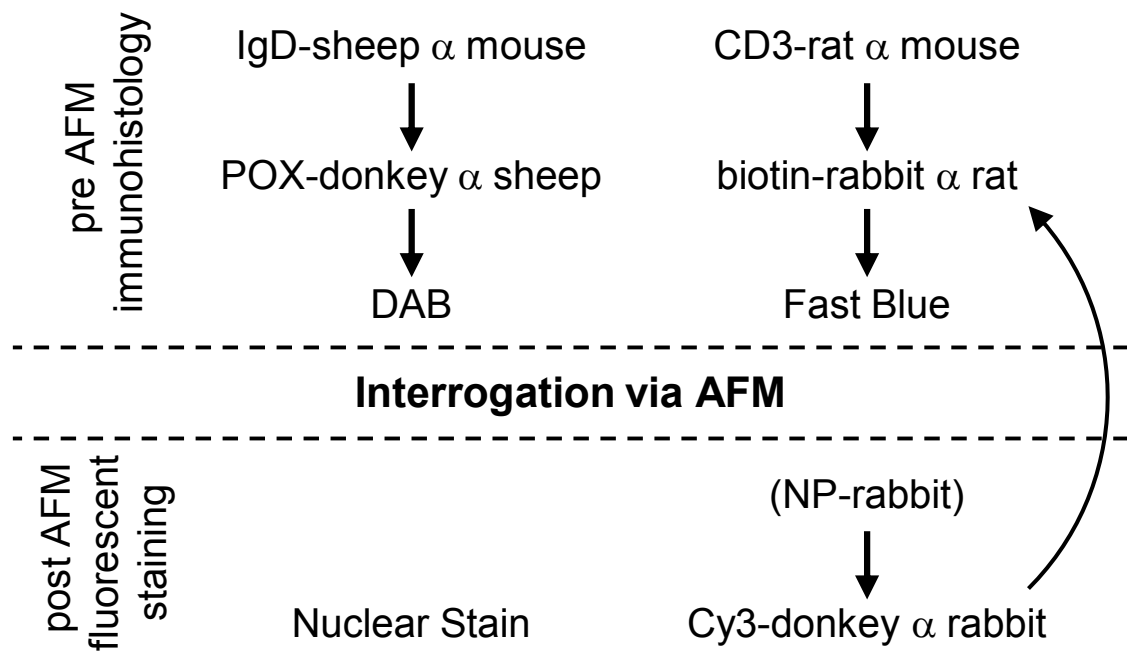 pre AFM
immunohistology
IgD-sheep α mouse
CD3-rat α mouse
POX-donkey α sheep
biotin-rabbit α rat
DAB
Fast Blue
Interrogation via AFM
post AFM
fluorescent
staining
(NP-rabbit)
Nuclear Stain
Cy3-donkey α rabbit